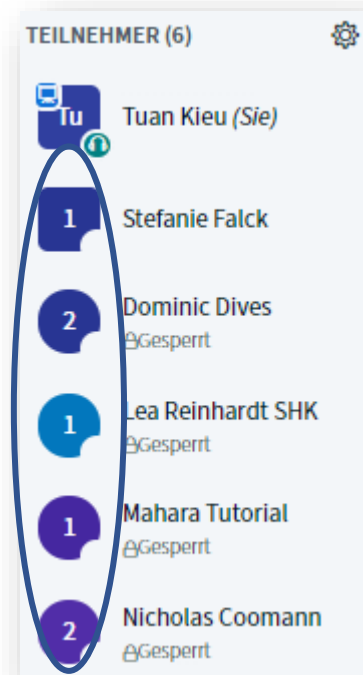 TEILNEHMER (6)
Tu Tuan Kieu (Sie)
1 Stefanie Falck
2 Dominic Dives
Gesperrt
1 Lea Reinhardt SHK
Gesperrt
1 Mahara Tutorial
Gesperrt
2 Nicholas Coomann
Gesperrt